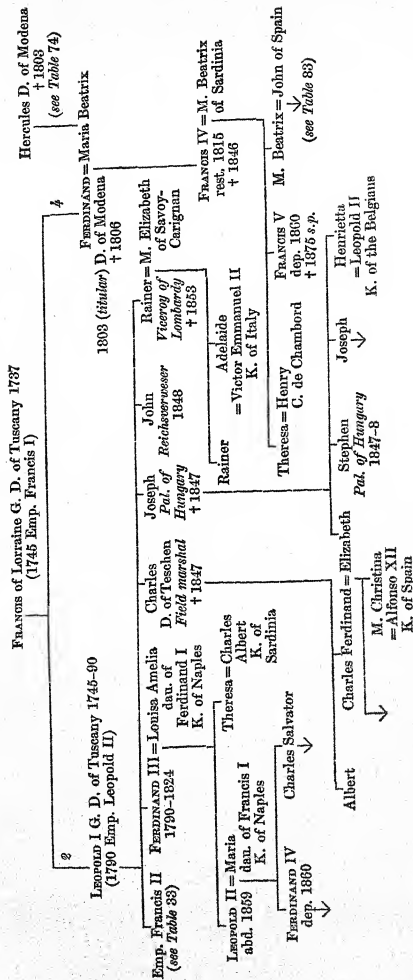 FRANCIS of Lorraine G. D. of Tuscany 1737
(1745 Emp. Francis I)
2
4
Hercules D. of Modena
† 1803
(see Table 74)
LEOPOLD I G. D. of Tuscany 1745-90
(1790 Emp. Leopold II)
FERDINAND = Maria Beatrix
1803 (titular) D. of Modena
† 1806
Emp. Francis II
(see Table 33)
FERDINAND III = Louisa Amelia
1790-1824
dau. of
Ferdinand I
K. of Naples
Charles
D. of Teschen
Field marshal
† 1847
Joseph
Pal. of
Hungary
† 1847
John
Reichsverweser
1848
Rainer = M. Elizabeth
Viceroy of
Lombardy
† 1853
of Savoy-
Carignan
FRANCIS IV = M. Beatrix
rest. 1815
† 1846
of Sardinia
LEOPOLD II = Maria
abd. 1859
dau. of Francis I
K. of Naples
Theresa = Charles
Albert
K. of
Sardinia
Rainer
Adelaide
= Victor Emmanuel II
K. of Italy
Theresa = Henry
C. de Chambord
FRANCIS V
dep. 1860
† 1875 s.p.
M. Beatrix = John of Spain
(see Table 83)
FERDINAND IV
dep. 1860
Charles Salvator
Albert
Charles Ferdinand = Elizabeth
Stephen
Pal. of Hungary
1847-8
Joseph
Henrietta
= Leopold II
K. of the Belgians
M. Christina
= Alfonso XII
K. of Spain